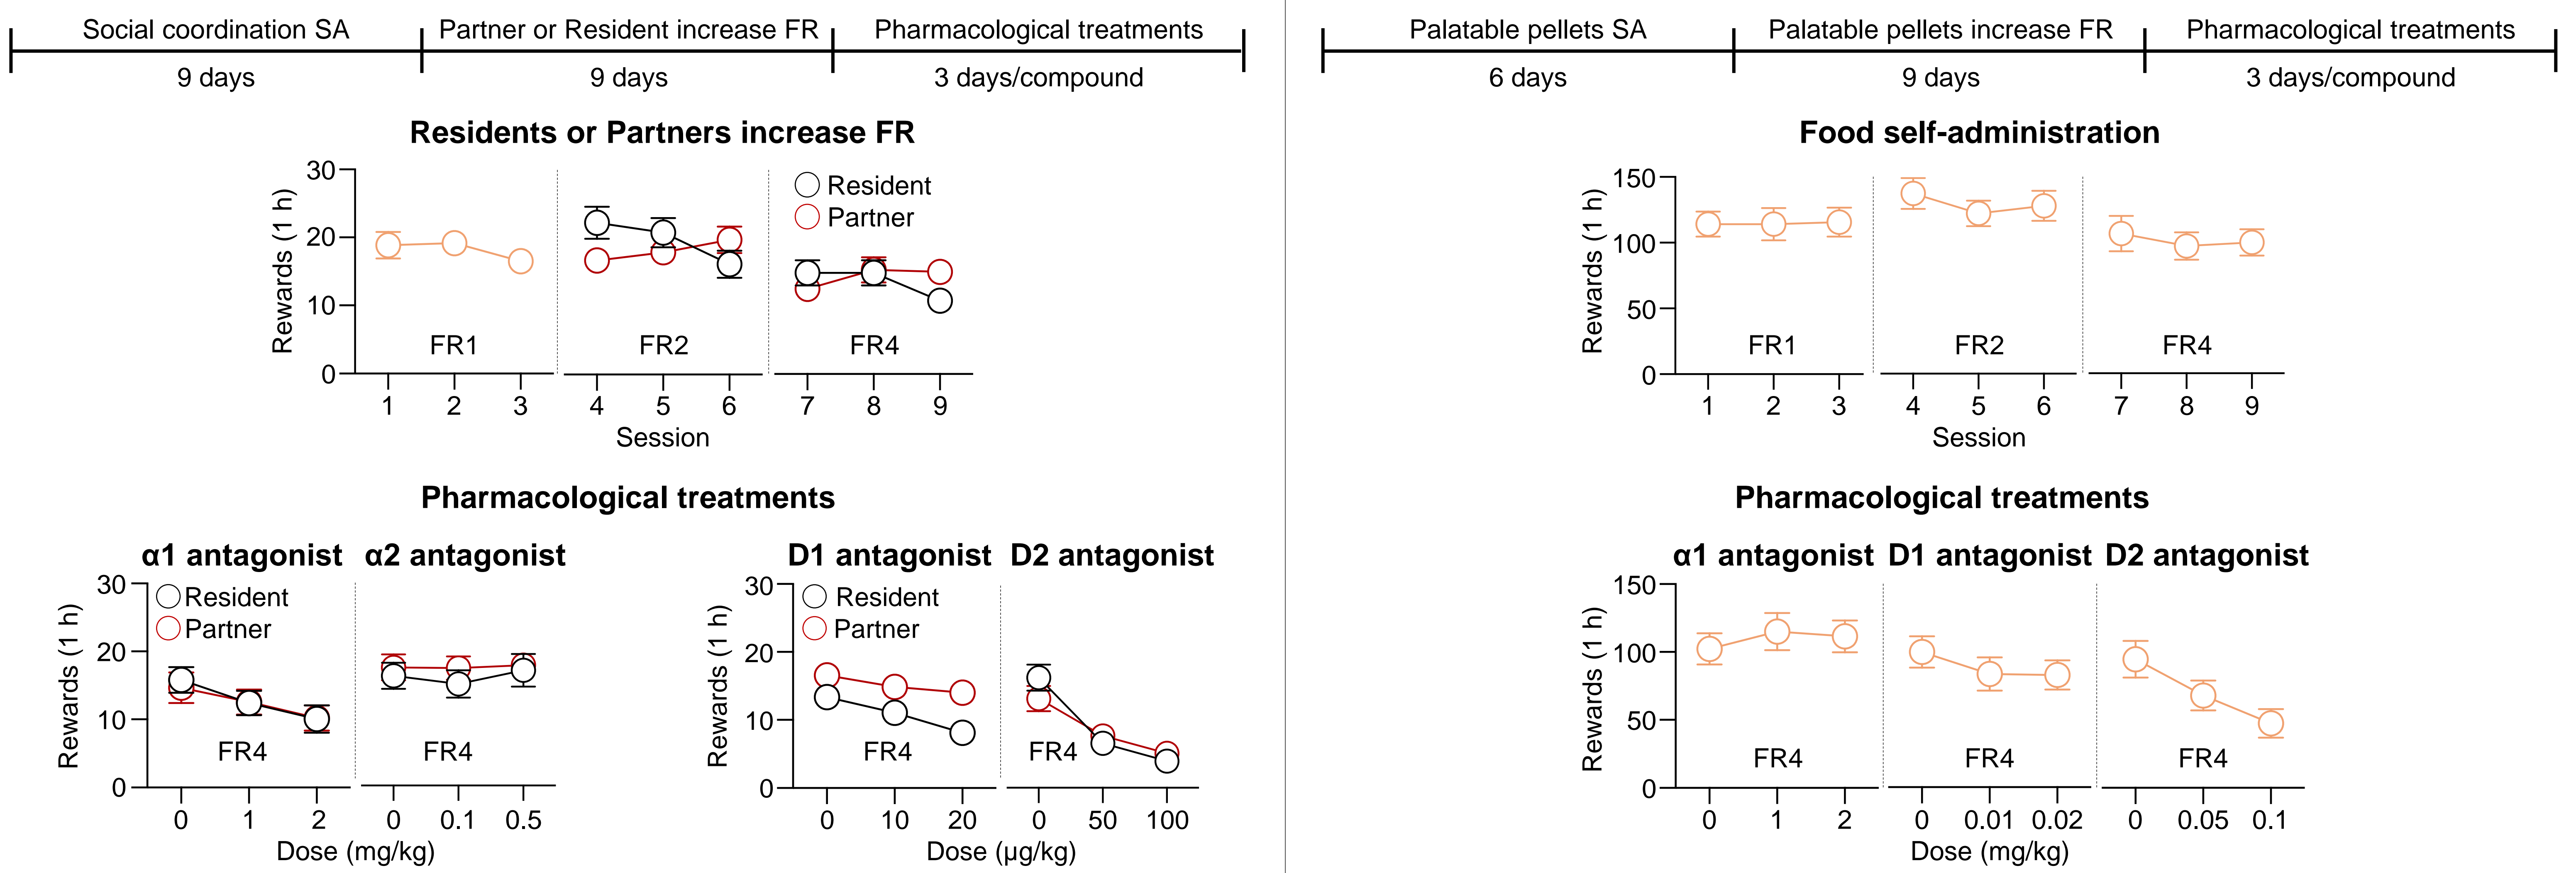 Social coordination SA
Partner or Resident increase FR
Pharmacological treatments
9 days
9 days
3 days/compound
Residents or Partners increase FR
Rewards (1 h)
30
20
10
0
Resident
Partner
FR1
FR2
FR4
1 2 3 4 5 6 7 8 9
Session
Pharmacological treatments
α1 antagonist
α2 antagonist
Rewards (1 h)
30
20
10
0
Resident
Partner
FR4
FR4
0 1 2 0 0.1 0.5
Dose (mg/kg)
D1 antagonist
D2 antagonist
Rewards (1 h)
30
20
10
0
Resident
Partner
FR4
FR4
0 10 20 0 50 100
Dose (μg/kg)
Palatable pellets SA
Palatable pellets increase FR
Pharmacological treatments
6 days
9 days
3 days/compound
Food self-administration
Rewards (1 h)
150
100
50
0
FR1
FR2
FR4
1 2 3 4 5 6 7 8 9
Session
Pharmacological treatments
α1 antagonist
D1 antagonist
D2 antagonist
Rewards (1 h)
150
100
50
0
FR4
FR4
FR4
0 1 2 0 0.01 0.02 0 0.05 0.1
Dose (mg/kg)